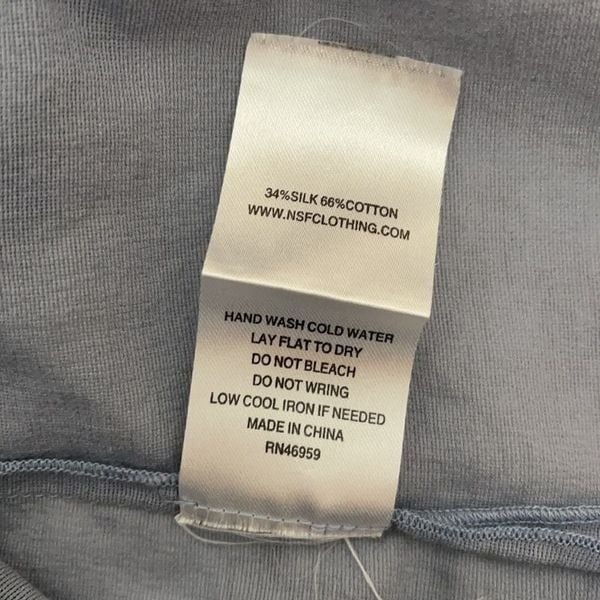 34%SILK 66%COTTON
WWW.NSFCLOTHING.COM
HAND WASH COLD WATER
LAY FLAT TO DRY
DO NOT BLEACH
DO NOT WRING
LOW COOL IRON IF NEEDED
MADE IN CHINA
RN46959